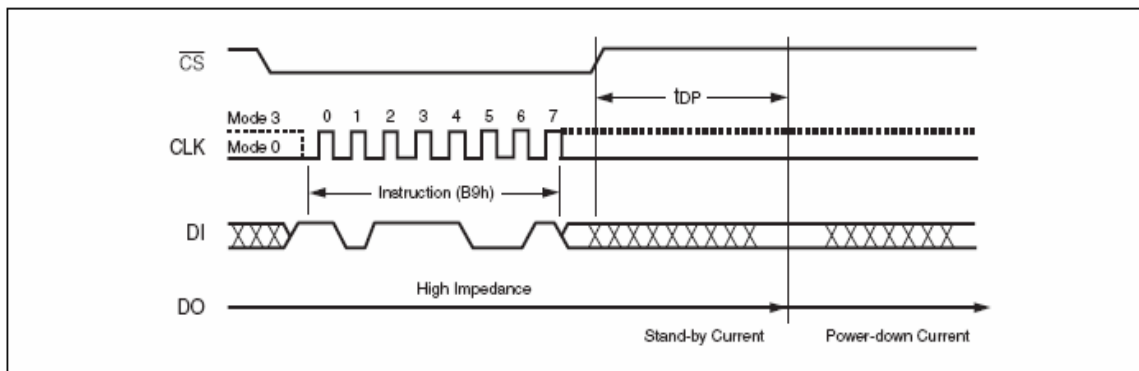 CS
tDP
Mode 3
0 1 2 3 4 5 6 7
CLK
Mode 0
Instruction (B9h)
DI
High Impedance
DO
Stand-by Current
Power-down Current